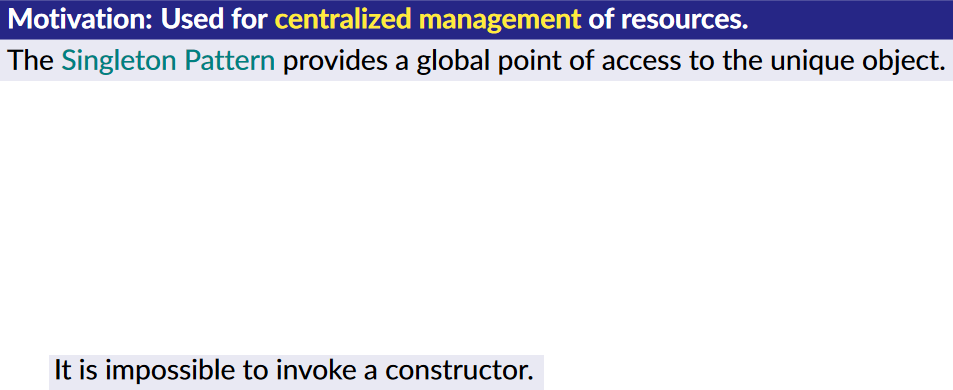 Motivation: Used for centralized management of resources.
The Singleton Pattern provides a global point of access to the unique object.
It is impossible to invoke a constructor.